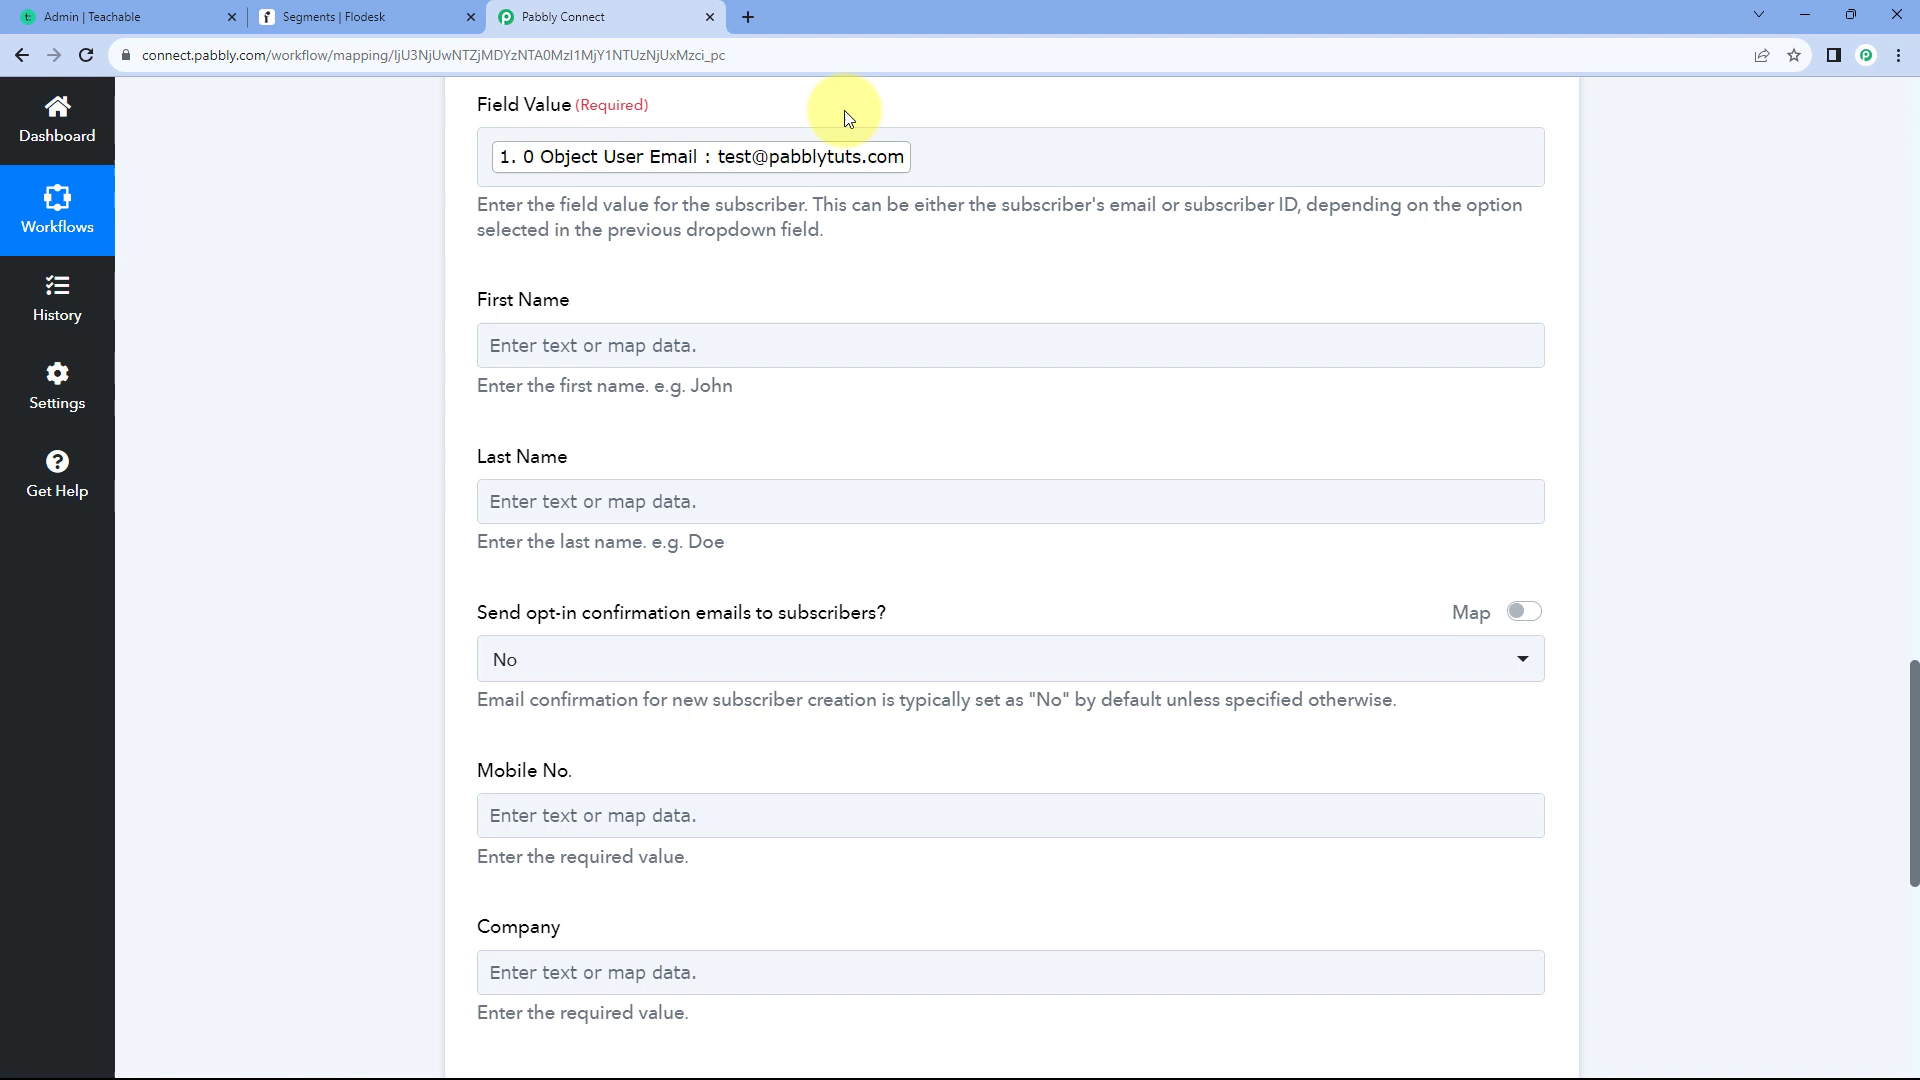 Admin | Teachable
Segments | Flodesk
Pabbly Connect
connect.pabbly.com/workflow/mapping/IjU3NjUwNTZjMDYzNTA0MzI1MjY1NTUzNjUxMzci_pc
Dashboard
Workflows
History
Settings
Get Help
Field Value (Required)
1. 0 Object User Email : test@pabblytuts.com
Enter the field value for the subscriber. This can be either the subscriber's email or subscriber ID, depending on the option
selected in the previous dropdown field.
First Name
Enter text or map data.
Enter the first name. e.g. John
Last Name
Enter text or map data.
Enter the last name. e.g. Doe
Send opt-in confirmation emails to subscribers?
Map
No
Email confirmation for new subscriber creation is typically set as "No" by default unless specified otherwise.
Mobile No.
Enter text or map data.
Enter the required value.
Company
Enter text or map data.
Enter the required value.